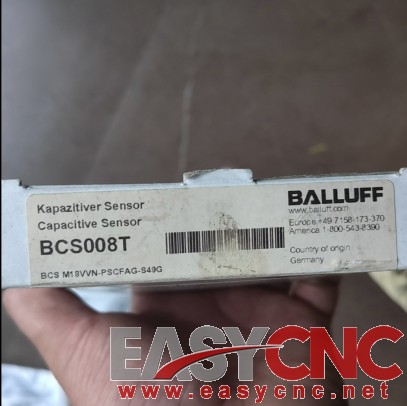 Kapazitiver Sensor
Capacitive Sensor
BCS008T
BCS M18VVN-PSCFAG-S49G
BALLUFF
www.balluff.com
Europe +49 7158-173-370
America 1-800-543-8390
Country of origin
Germany
EASYCNC
www.easycnc.net